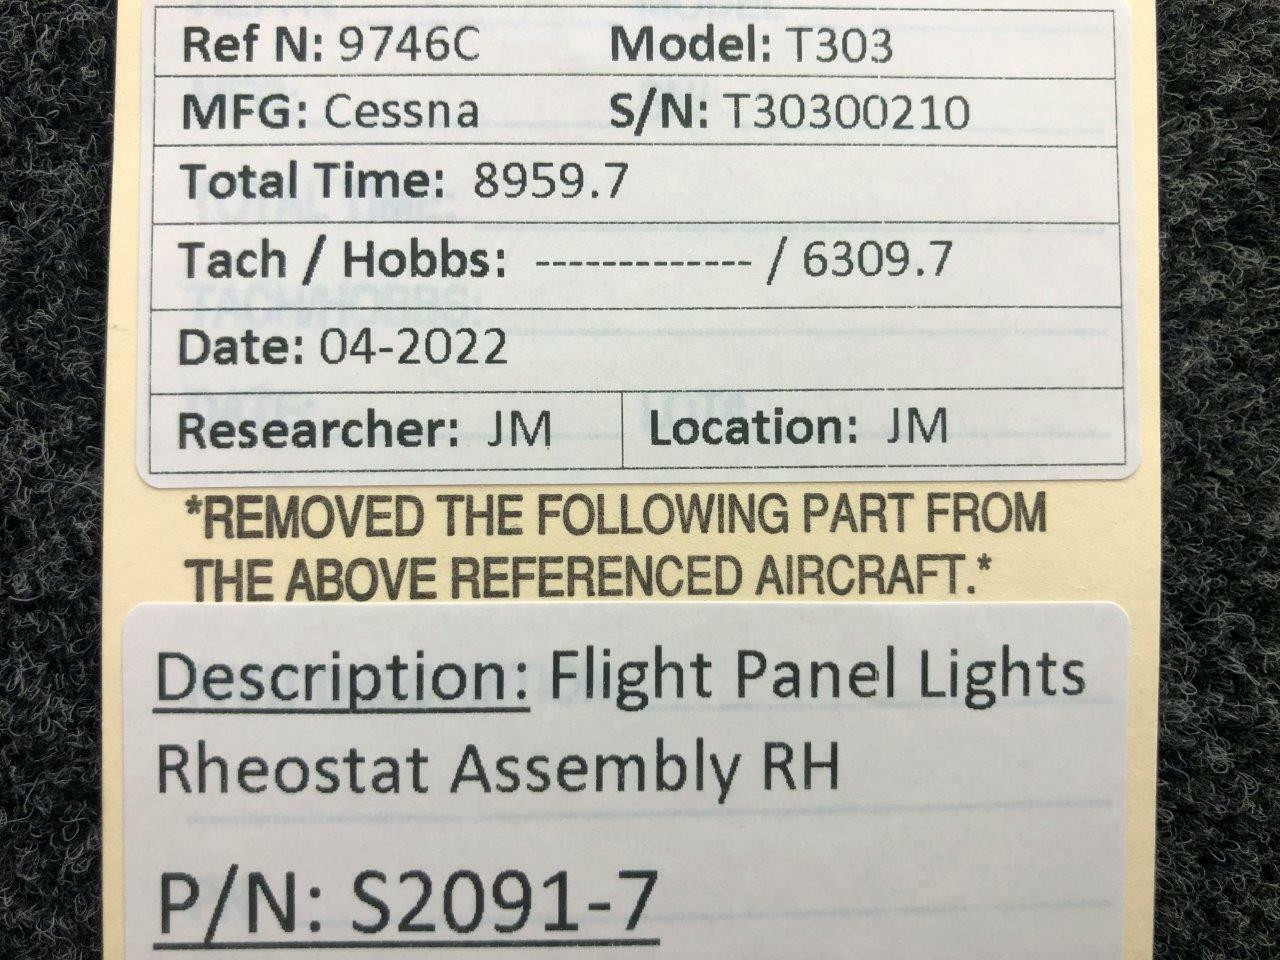 Ref N: 9746C Model: T303
MFG: Cessna S/N: T30300210
Total Time: 8959.7
Tach / Hobbs: ------------- / 6309.7
Date: 04-2022
Researcher: JM Location: JM
*REMOVED THE FOLLOWING PART FROM
THE ABOVE REFERENCED AIRCRAFT.*
Description: Flight Panel Lights
Rheostat Assembly RH
P/N: S2091-7